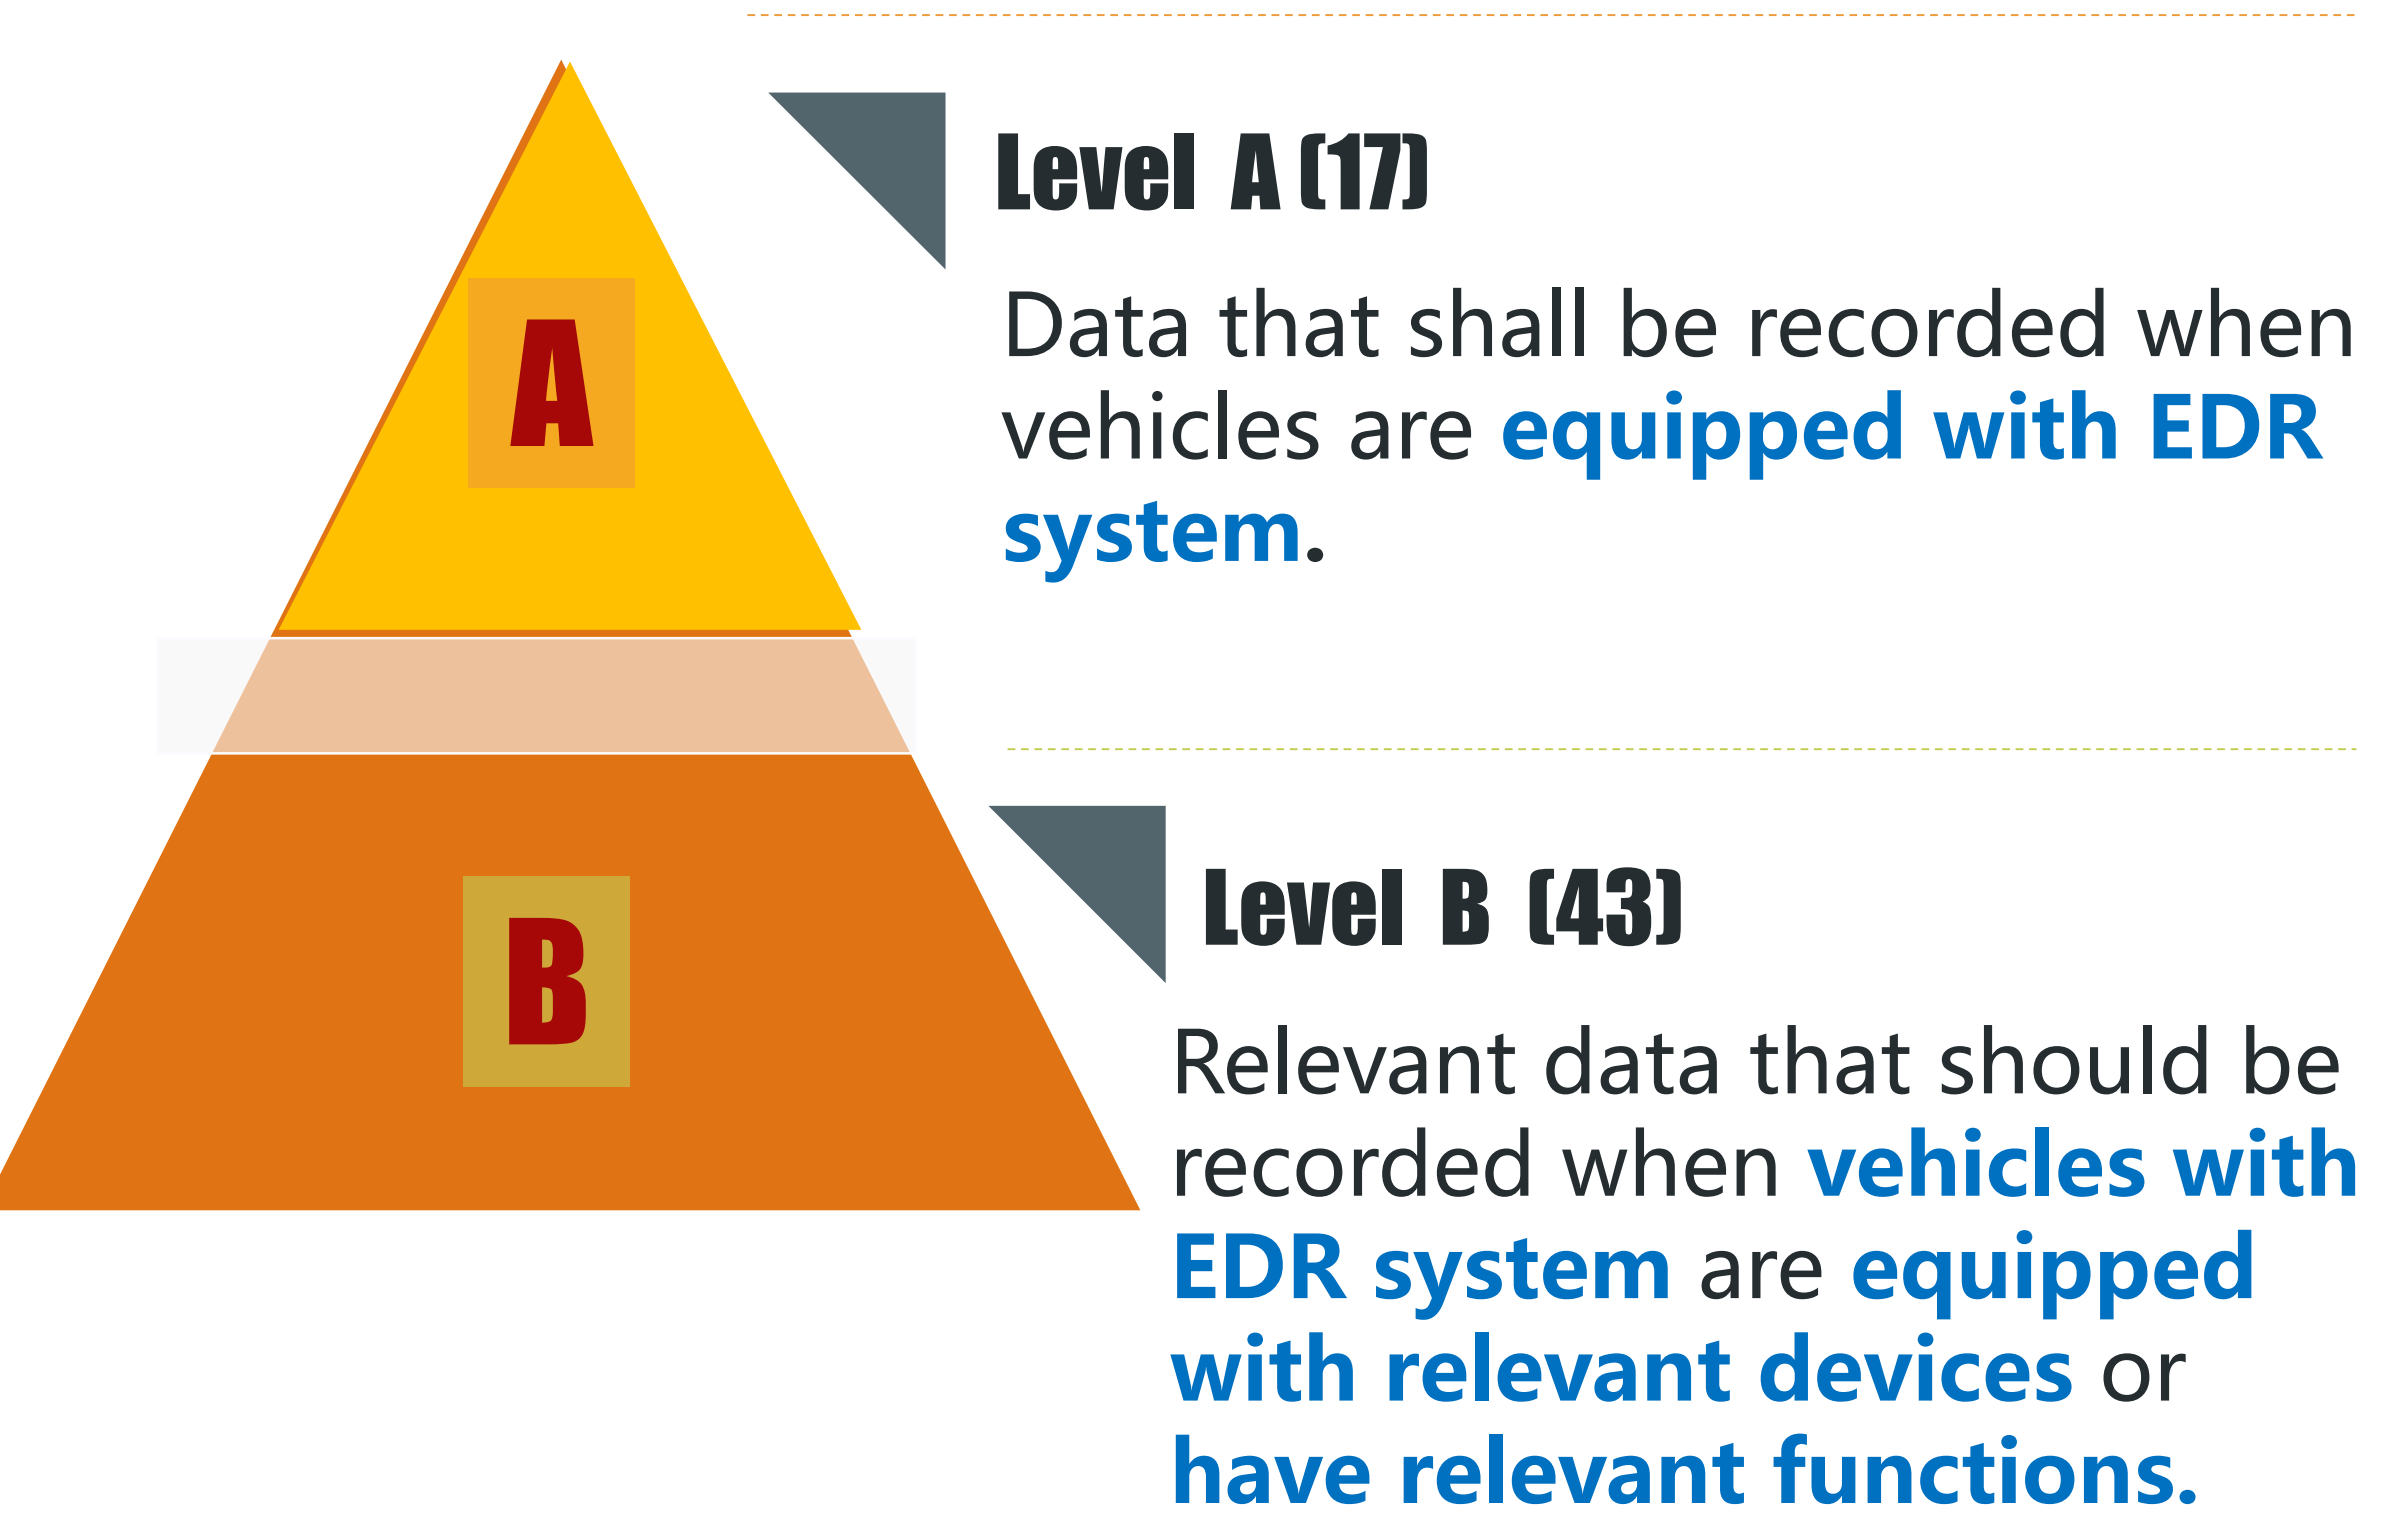 A
Level A (17)
Data that shall be recorded when
vehicles are equipped with EDR
system.
B
Level B (43)
Relevant data that should be
recorded when vehicles with
EDR system are equipped
with relevant devices or
have relevant functions.